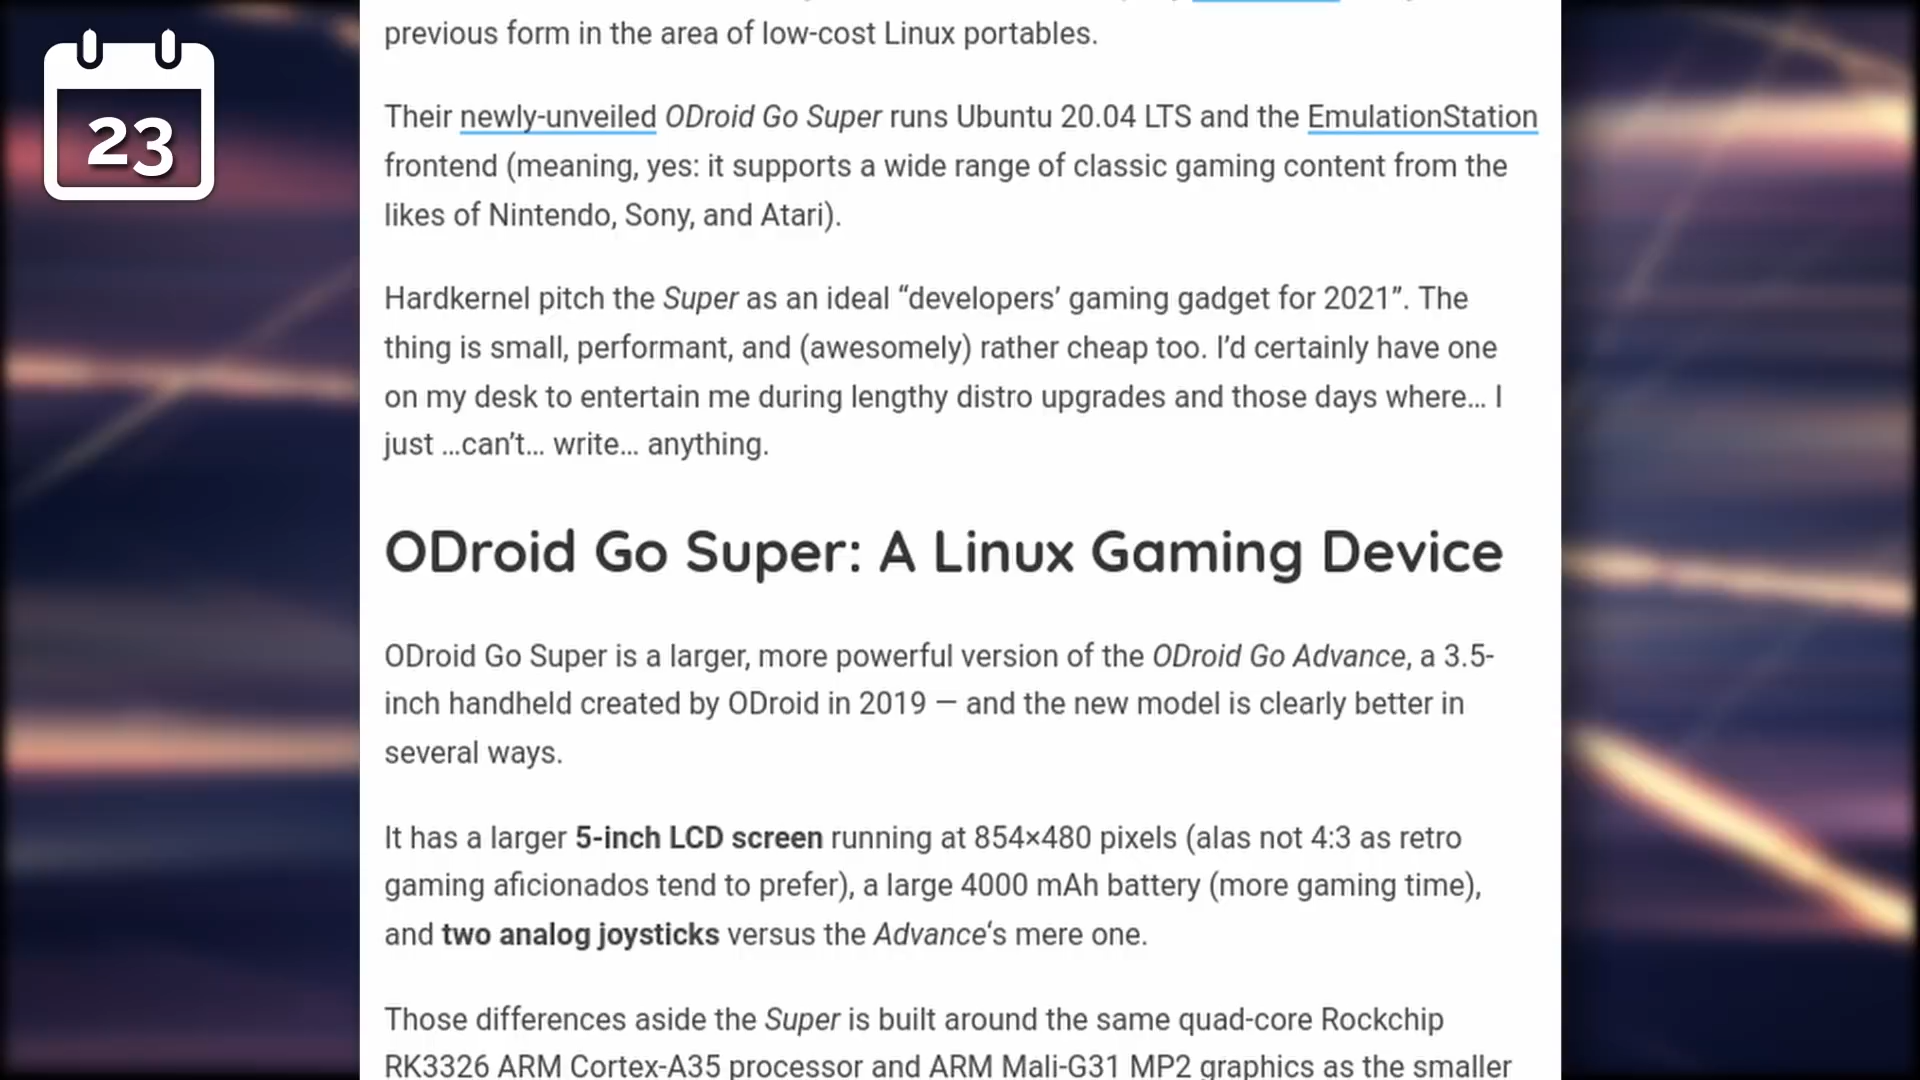 23
previous form in the area of low-cost Linux portables.
Their newly-unveiled ODroid Go Super runs Ubuntu 20.04 LTS and the EmulationStation
frontend (meaning, yes: it supports a wide range of classic gaming content from the
likes of Nintendo, Sony, and Atari).
Hardkernel pitch the Super as an ideal “developers’ gaming gadget for 2021”. The
thing is small, performant, and (awesomely) rather cheap too. I’d certainly have one
on my desk to entertain me during lengthy distro upgrades and those days where… I
just …can’t… write… anything.
ODroid Go Super: A Linux Gaming Device
ODroid Go Super is a larger, more powerful version of the ODroid Go Advance, a 3.5-
inch handheld created by ODroid in 2019 — and the new model is clearly better in
several ways.
It has a larger 5-inch LCD screen running at 854×480 pixels (alas not 4:3 as retro
gaming aficionados tend to prefer), a large 4000 mAh battery (more gaming time),
and two analog joysticks versus the Advance‘s mere one.
Those differences aside the Super is built around the same quad-core Rockchip
RK3326 ARM Cortex-A35 processor and ARM Mali-G31 MP2 graphics as the smaller